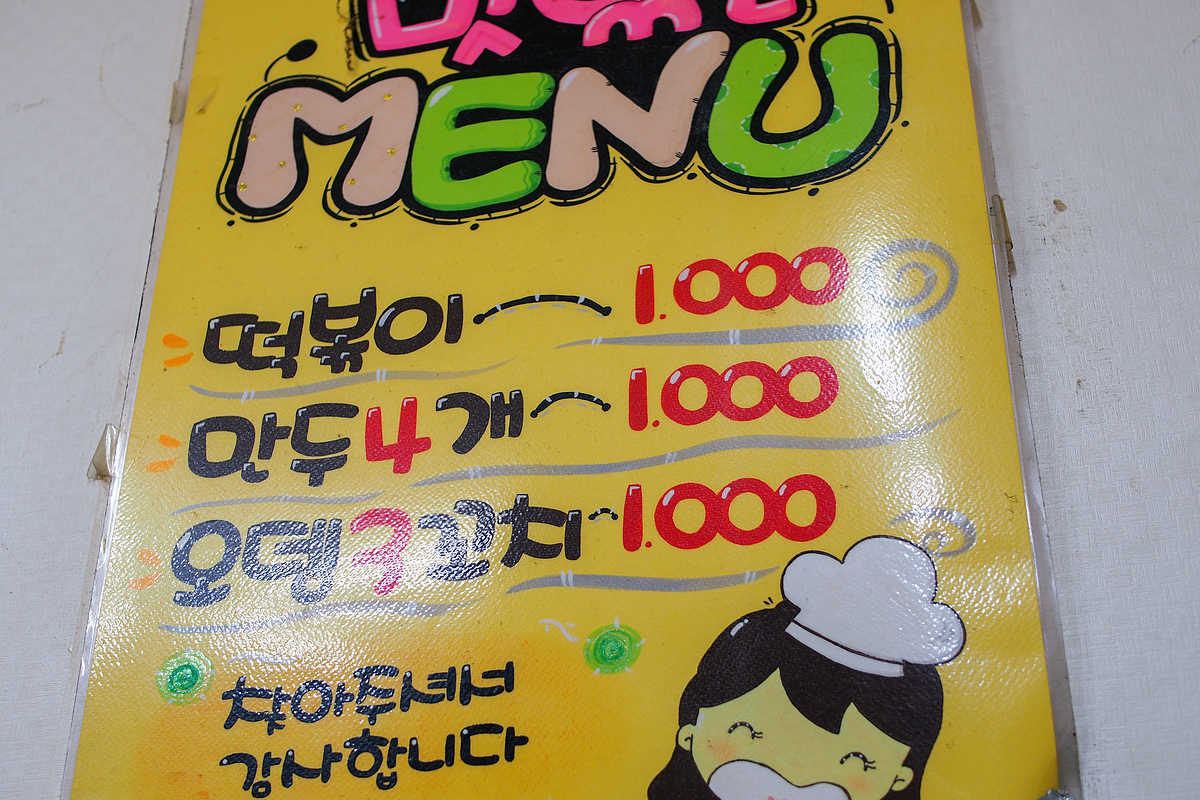 MENU
떡볶이 1.000
만두 4개 1.000
오뎅 3꼬치 1.000
찾아주셔서
감사합니다